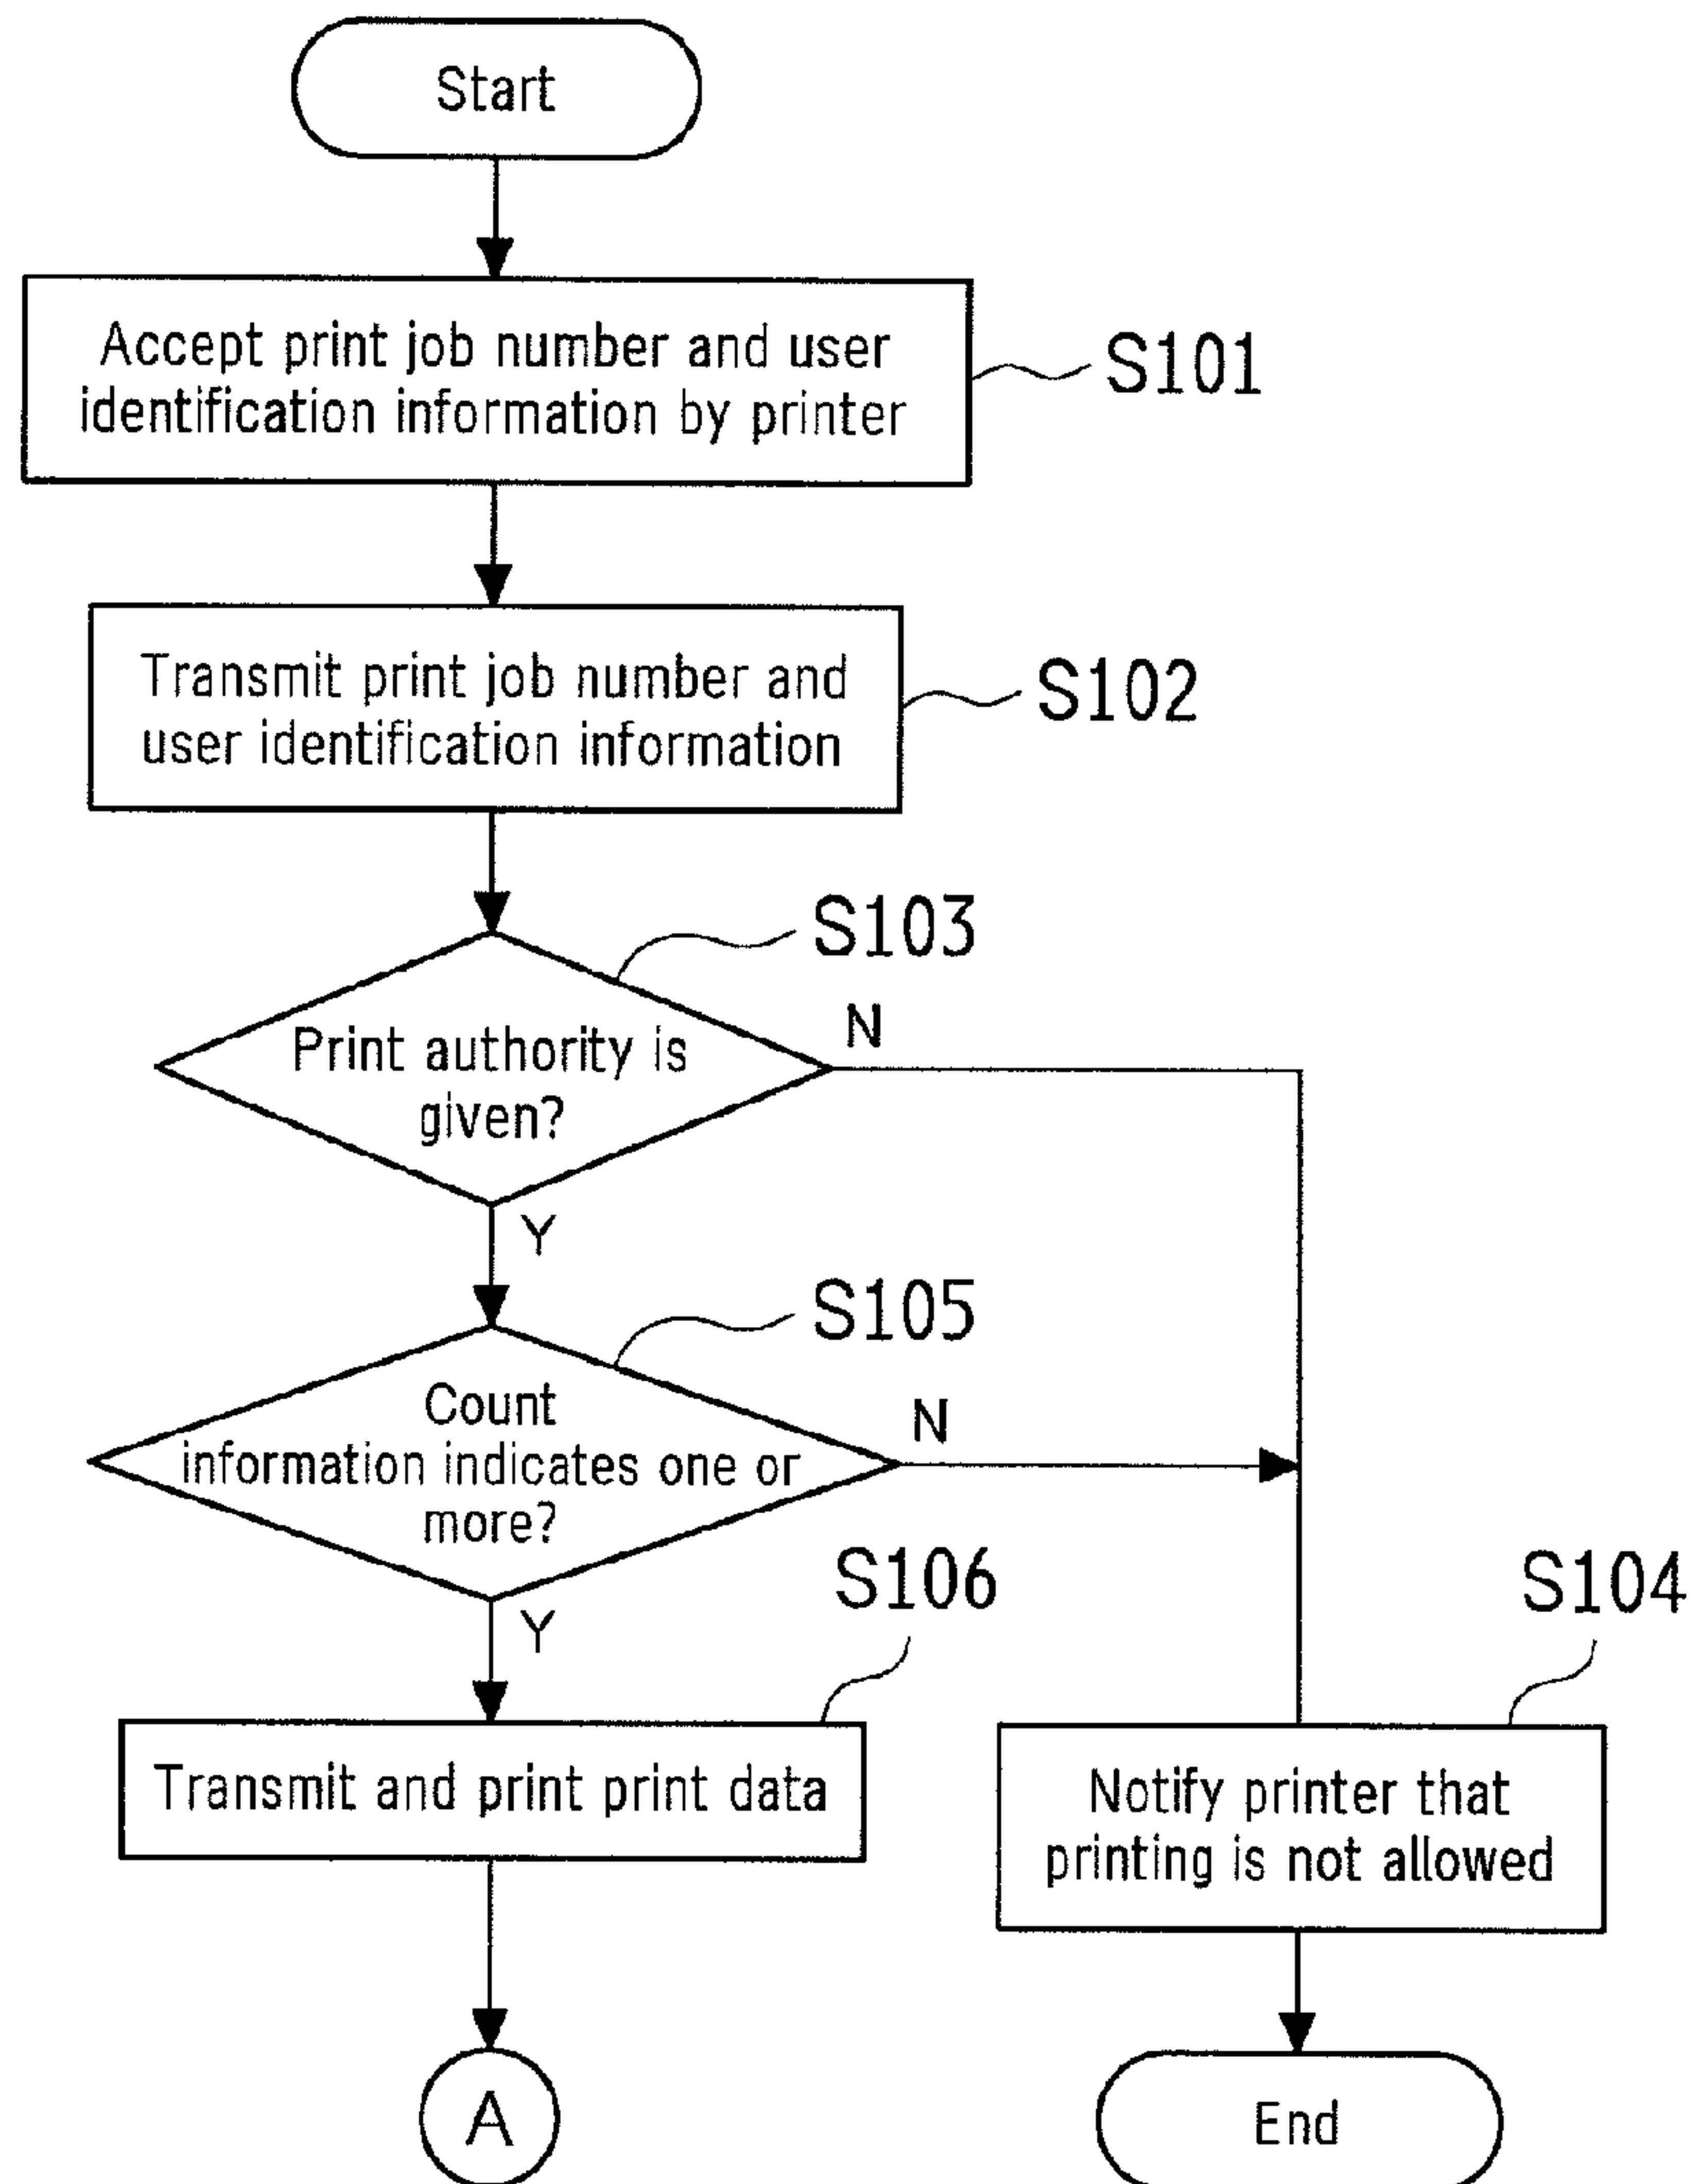 Start
Accept print job number and user
identification information by printer
S101
Transmit print job number and
user identification information
S102
S103
Print authority is
given?
N
Y
S105
Count
information indicates one or
more?
N
Y
S106
Transmit and print print data
S104
Notify printer that
printing is not allowed
A
End